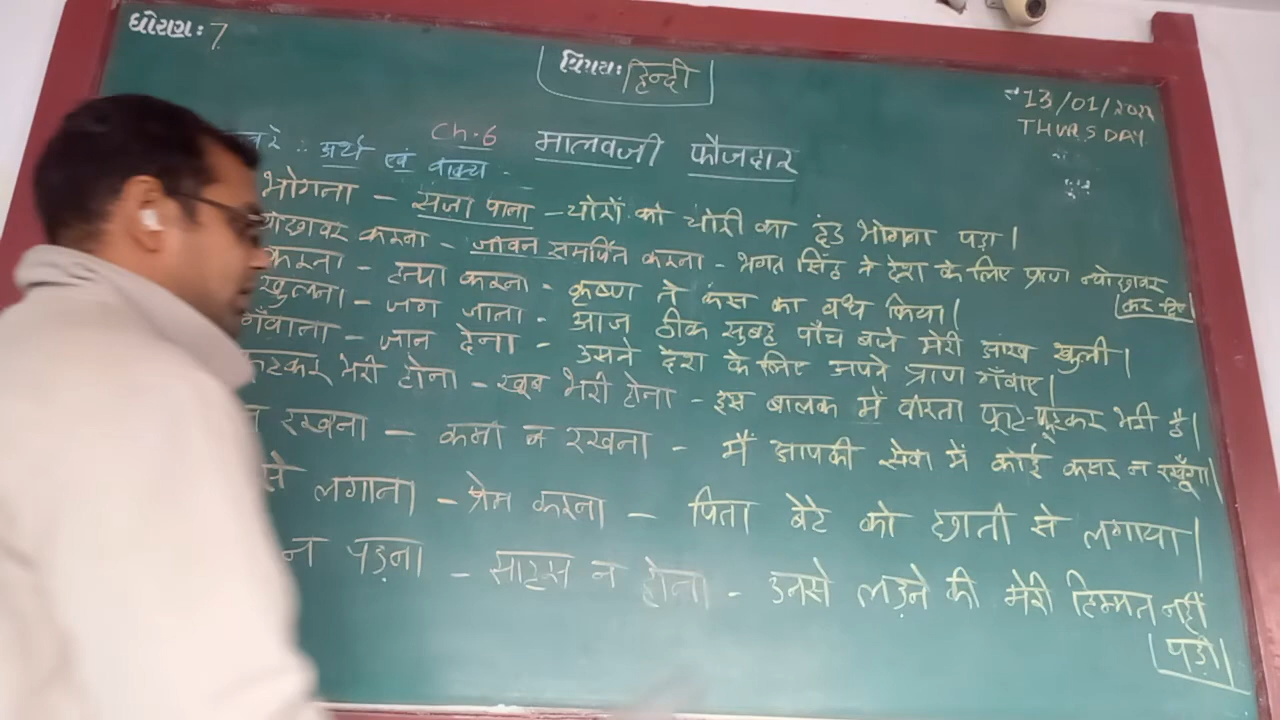 ધોરણ: 7
વિષય: हिन्दी
13/01/2022
THURSDAY
Ch.6 मालवजी फौजदार
अर्थ एवं वाक्य
भोगना - सजा पाना - चोरों को चोरी का दंड भोगना पड़ा।
करना - जीवन समर्पित करना - भगत सिंह ने देश के लिए प्राण न्योछावर
कर दिए
करना - हत्या करना - कृष्ण ने कंस का वध किया।
खुलना - जग जाना - आज ठीक सुबह पाँच बजे मेरी आंख खुली।
गँवाना - जान देना - उसने देश के लिए अपने प्राण गँवाए।
भरी होना - खूब भरी होना - इस बालक में वीरता फूट-फूटकर भरी है।
न रखना - कमी न रखना - मैं आपकी सेवा में कोई कसर न रखूँगा।
से लगाना - प्रेम करना - पिता बेटे को छाती से लगाया।
न पड़ना - साहस न होना - उनसे लड़ने की मेरी हिम्मत नहीं
पड़ी।